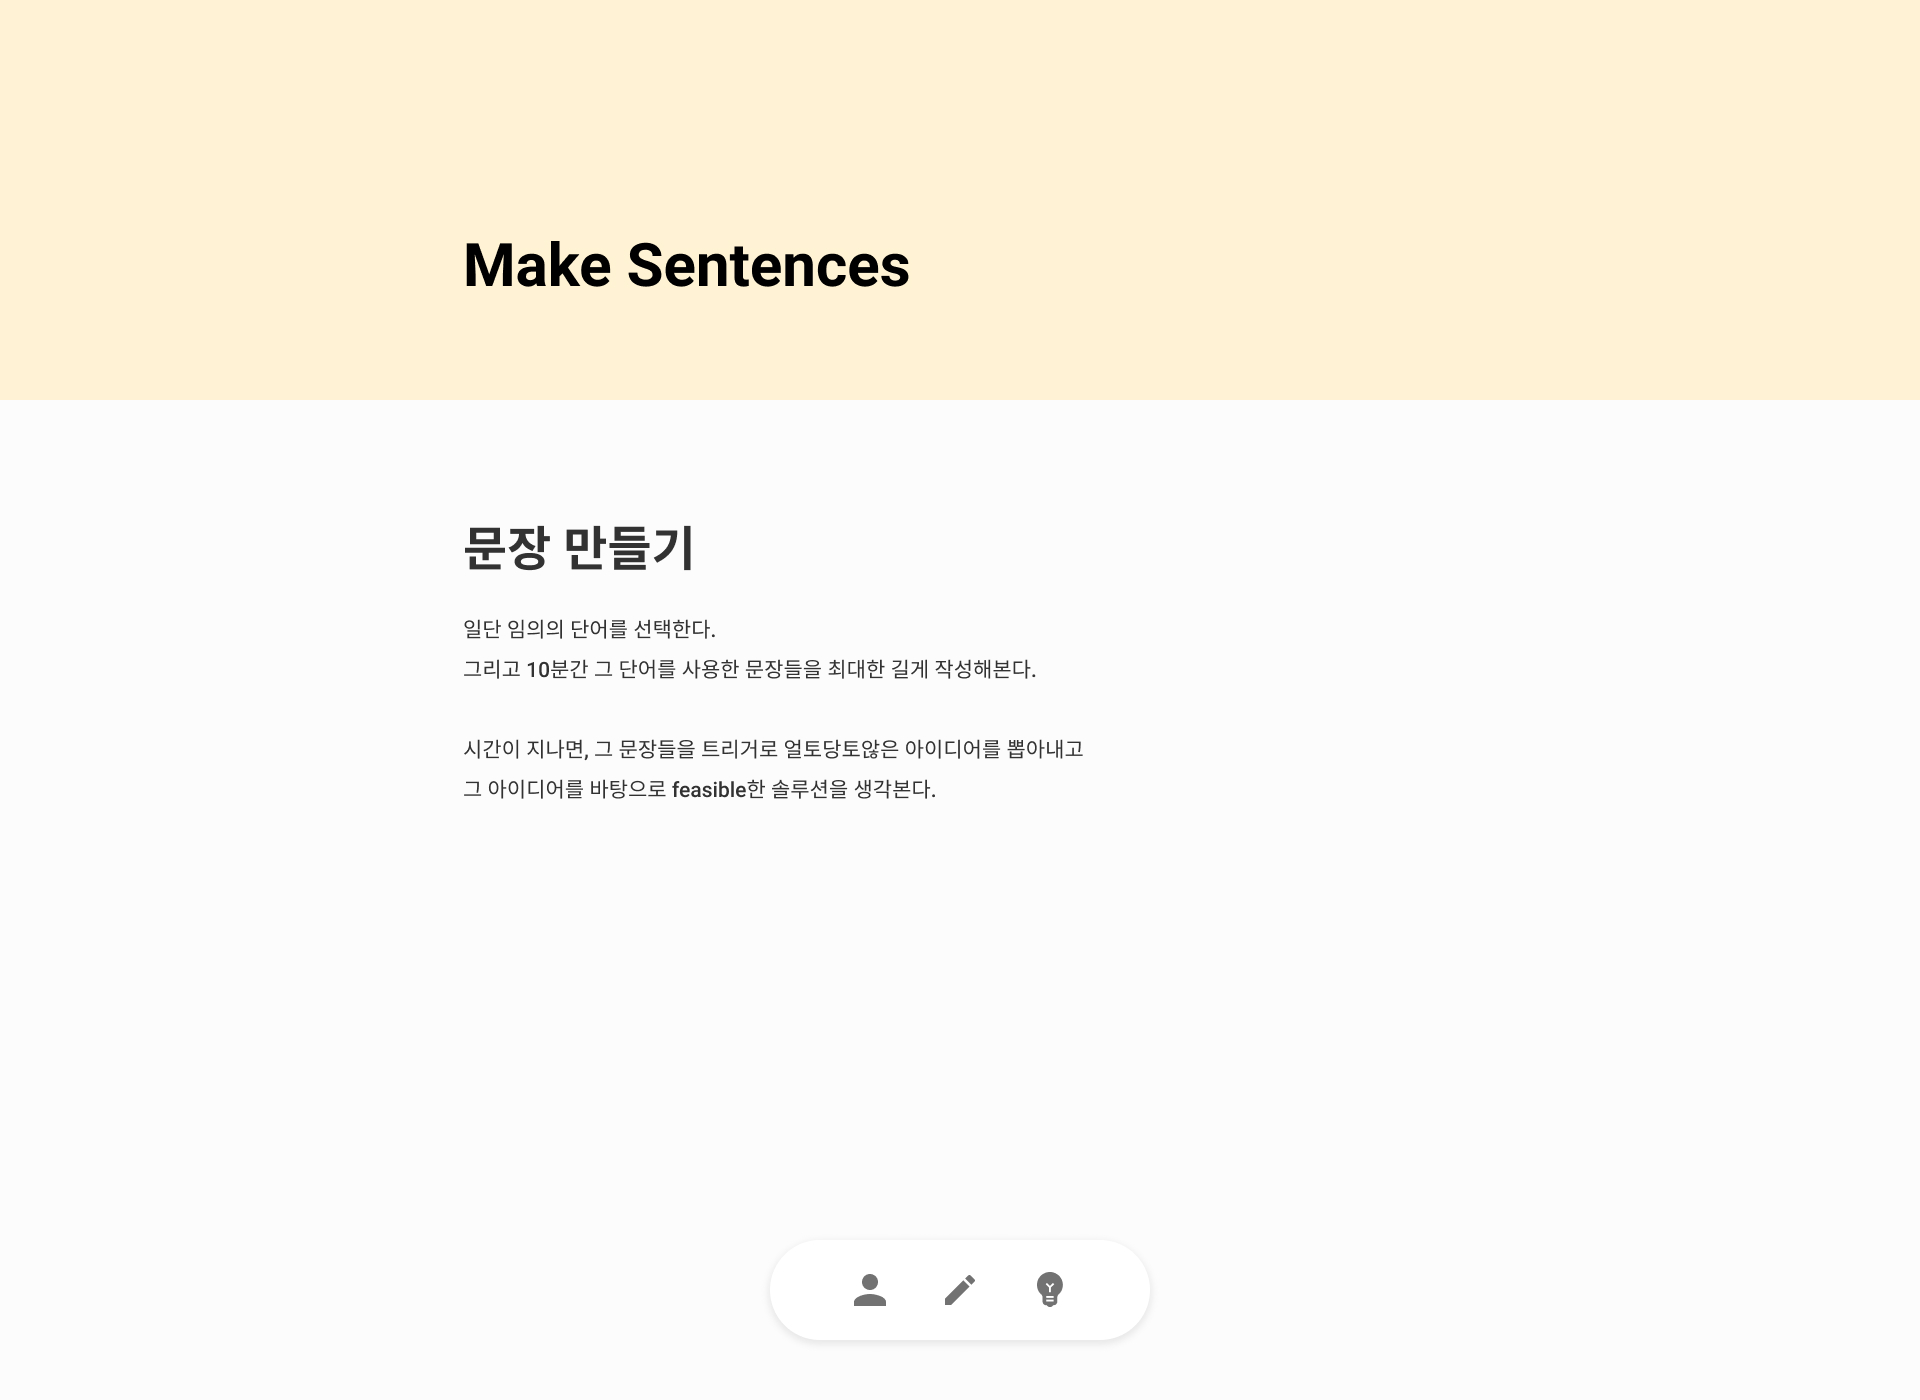 Make Sentences
문장 만들기
일단 임의의 단어를 선택한다.
그리고 10분간 그 단어를 사용한 문장들을 최대한 길게 작성해본다.
시간이 지나면, 그 문장들을 트리거로 얼토당토않은 아이디어를 뽑아내고
그 아이디어를 바탕으로 feasible한 솔루션을 생각본다.